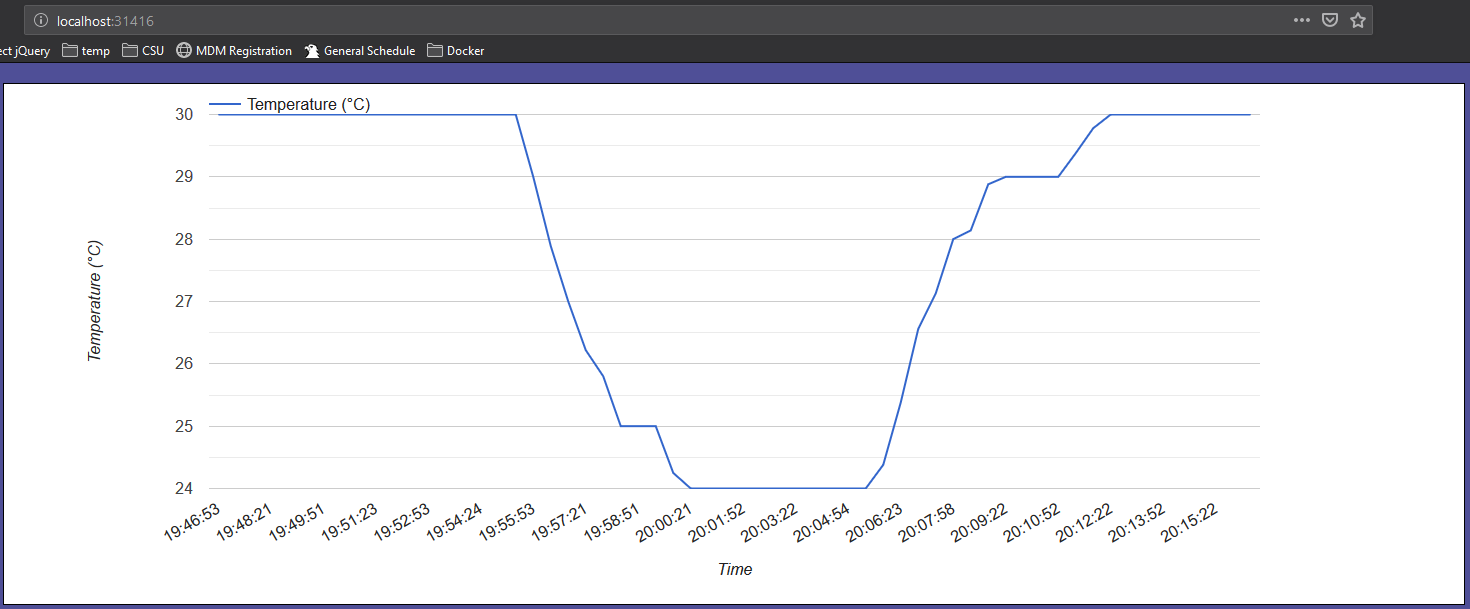 localhost:31416
ect jQuery temp CSU MDM Registration General Schedule Docker
Temperature (°C)
30
29
28
27
26
25
24
Temperature (°C)
19:46:53 19:48:21 19:49:51 19:51:23 19:52:53 19:54:24 19:55:53 19:57:21 19:58:51 20:00:21 20:01:52 20:03:22 20:04:54 20:06:23 20:07:58 20:09:22 20:10:52 20:12:22 20:13:52 20:15:22
Time